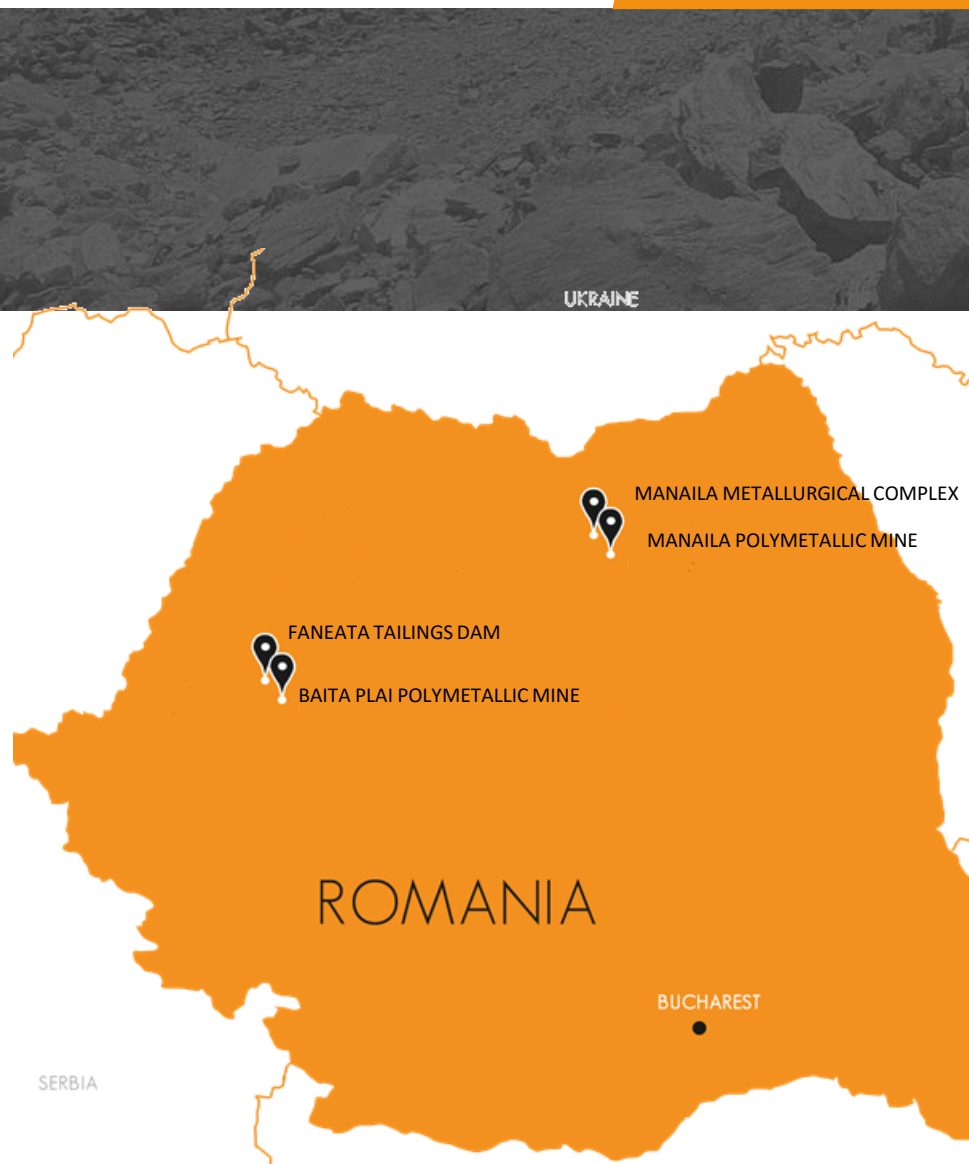 UKRAINE
MANAILA METALLURGICAL COMPLEX
MANAILA POLYMETALLIC MINE
FANEATA TAILINGS DAM
BAITA PLAI POLYMETALLIC MINE
ROMANIA
BUCHAREST
SERBIA